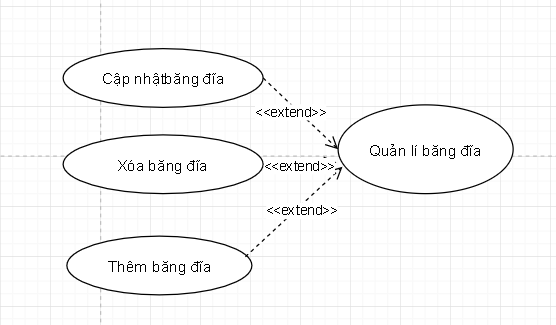 Cập nhậtbăng đĩa
<<extend>>
Quản lí băng đĩa
Xóa băng đĩa
<<extend>>
<<extend>>
Thêm băng đĩa